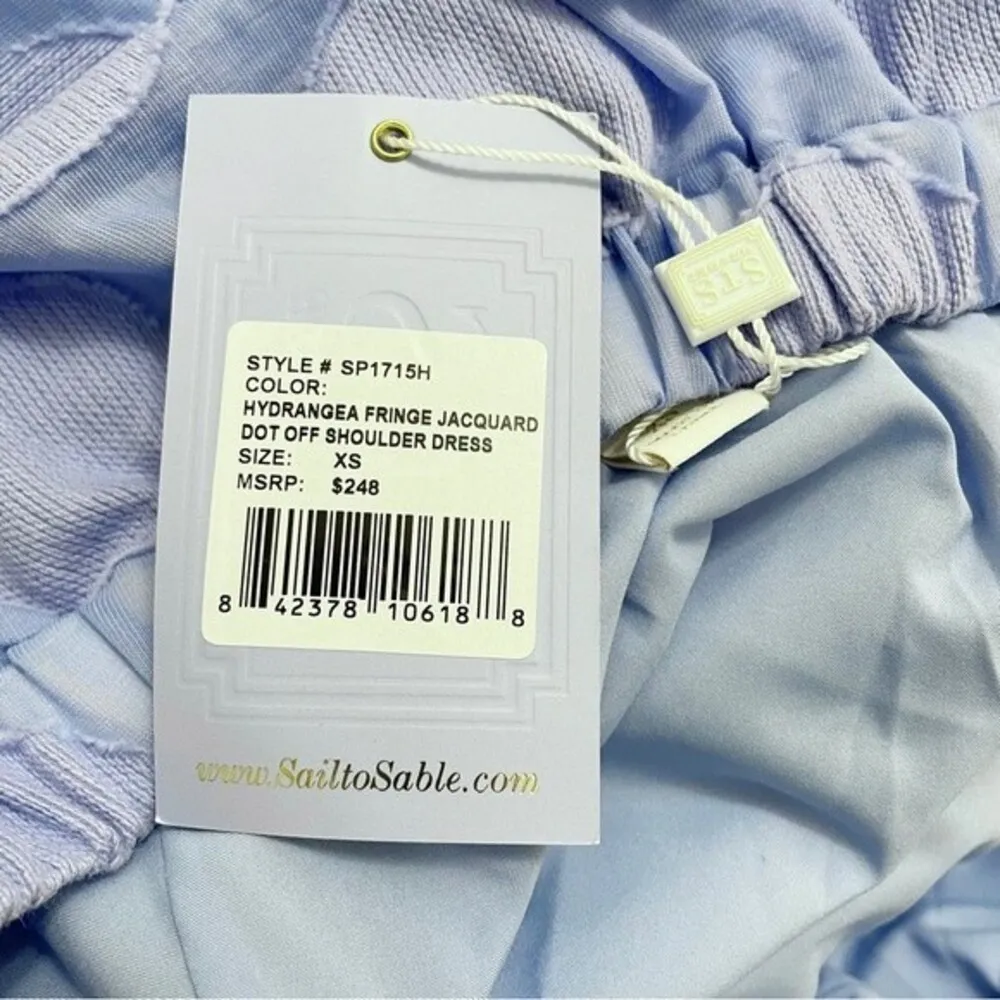 STS
STYLE # SP1715H
COLOR:
HYDRANGEA FRINGE JACQUARD
DOT OFF SHOULDER DRESS
SIZE: XS
MSRP: $248
8 42378 10618 8
www.SailtoSable.com